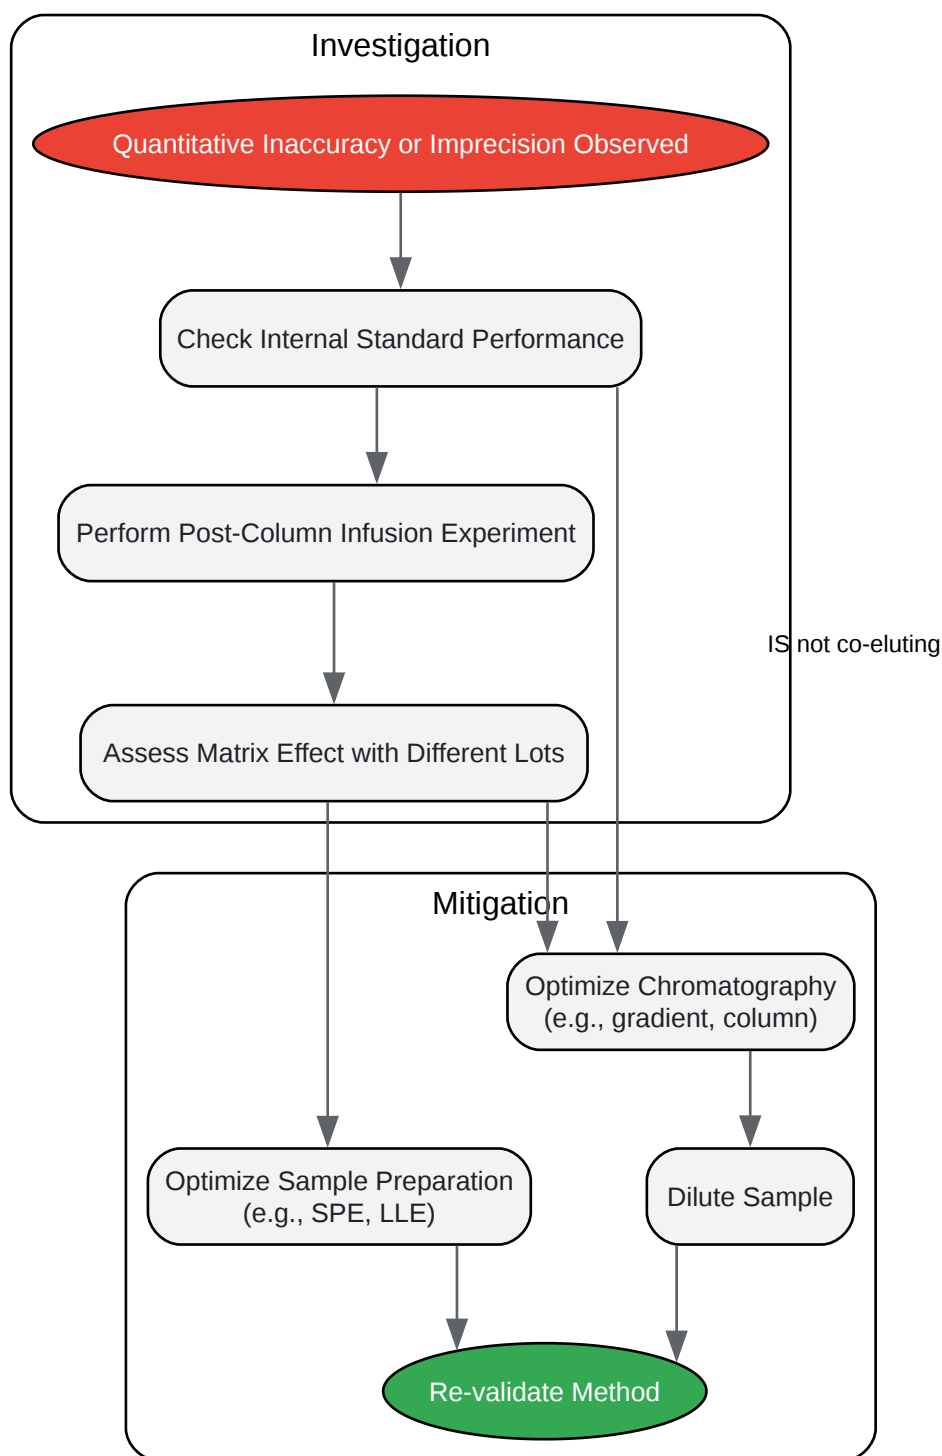 Investigation
Quantitative Inaccuracy or Imprecision Observed
Check Internal Standard Performance
Perform Post-Column Infusion Experiment
IS not co-eluting
Assess Matrix Effect with Different Lots
Mitigation
Optimize Chromatography
(e.g., gradient, column)
Optimize Sample Preparation
(e.g., SPE, LLE)
Dilute Sample
Re-validate Method